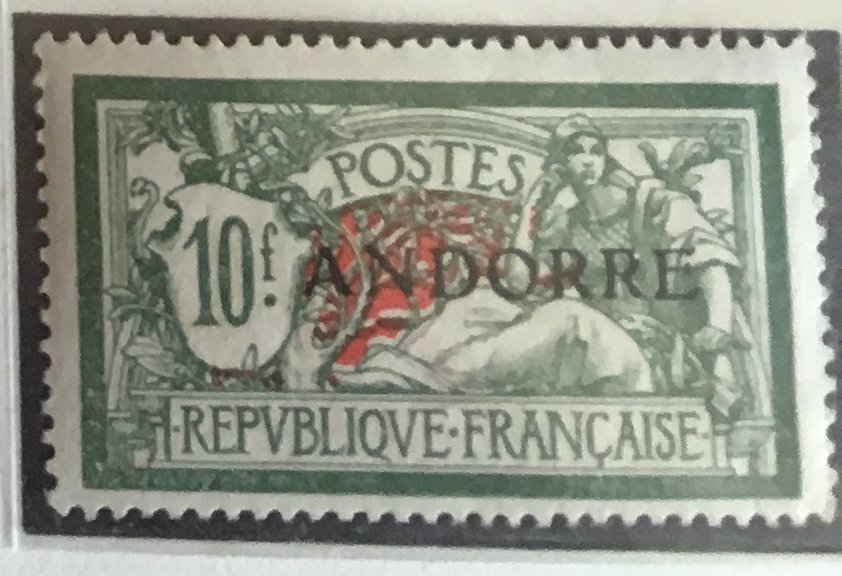 POSTES
10f.
ANDORRE
·REPVBLIQVE·FRANÇAISE·